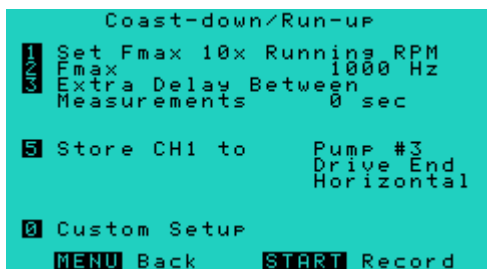 Coast-down/Run-up
1 Set Fmax 10x Running RPM
2 Fmax 1000 Hz
3 Extra Delay Between
Measurements 0 sec
5 Store CH1 to Pump #3
Drive End
Horizontal
0 Custom Setup
MENU Back START Record